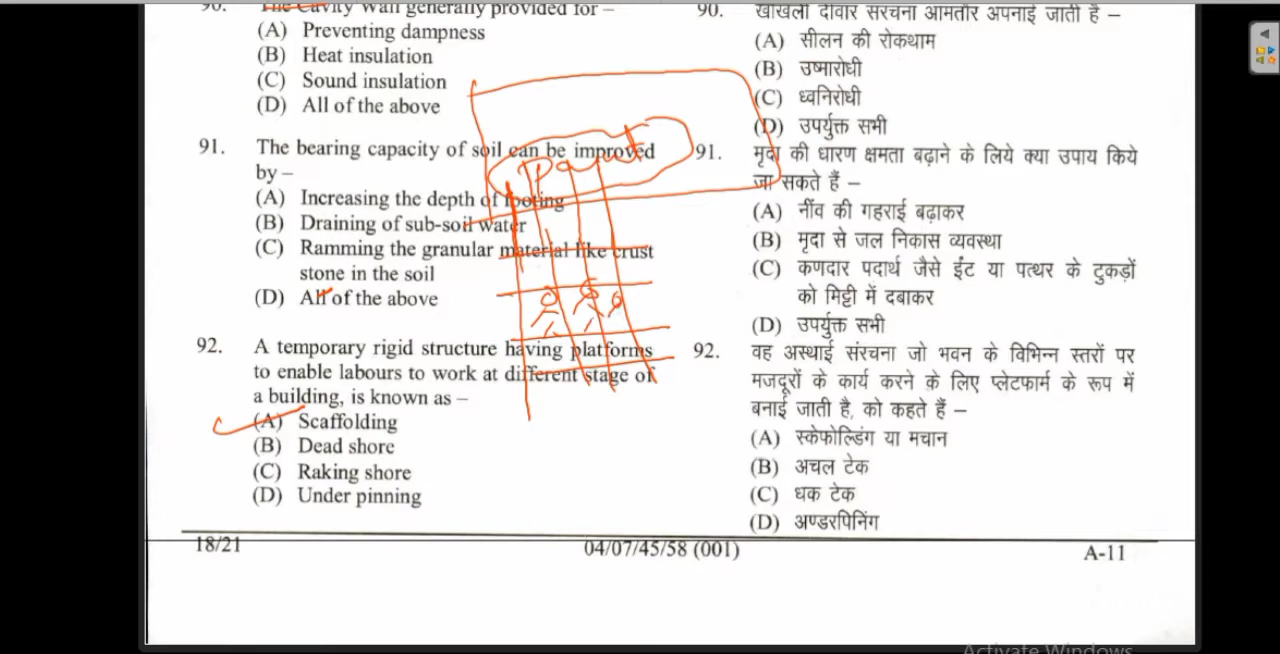 90. The Cavity Wall generally provided for –
(A) Preventing dampness
(B) Heat insulation
(C) Sound insulation
(D) All of the above
91. The bearing capacity of soil can be improved
by –
(A) Increasing the depth of footing
(B) Draining of sub-soil water
(C) Ramming the granular material like crust
stone in the soil
(D) All of the above
92. A temporary rigid structure having platforms
to enable labours to work at different stage of
a building, is known as –
(A) Scaffolding
(B) Dead shore
(C) Raking shore
(D) Under pinning
90. खोखली दीवार संरचना आमतौर अपनाई जाती है –
(A) सीलन की रोकथाम
(B) उष्मारोधी
(C) ध्वनिरोधी
(D) उपर्युक्त सभी
91. मृदा की धारण क्षमता बढ़ाने के लिये क्या उपाय किये
जा सकते हैं –
(A) नींव की गहराई बढ़ाकर
(B) मृदा से जल निकास व्यवस्था
(C) कणदार पदार्थ जैसे ईंट या पत्थर के टुकड़ों
को मिट्टी में दबाकर
(D) उपर्युक्त सभी
92. वह अस्थाई संरचना जो भवन के विभिन्न स्तरों पर
मजदूरों के कार्य करने के लिए प्लेटफार्म के रूप में
बनाई जाती है, को कहते हैं –
(A) स्केफोल्डिंग या मचान
(B) अचल टेक
(C) धक टेक
(D) अण्डरपिनिंग
18/21 04/07/45/58 (001) A-11
Activate Windows